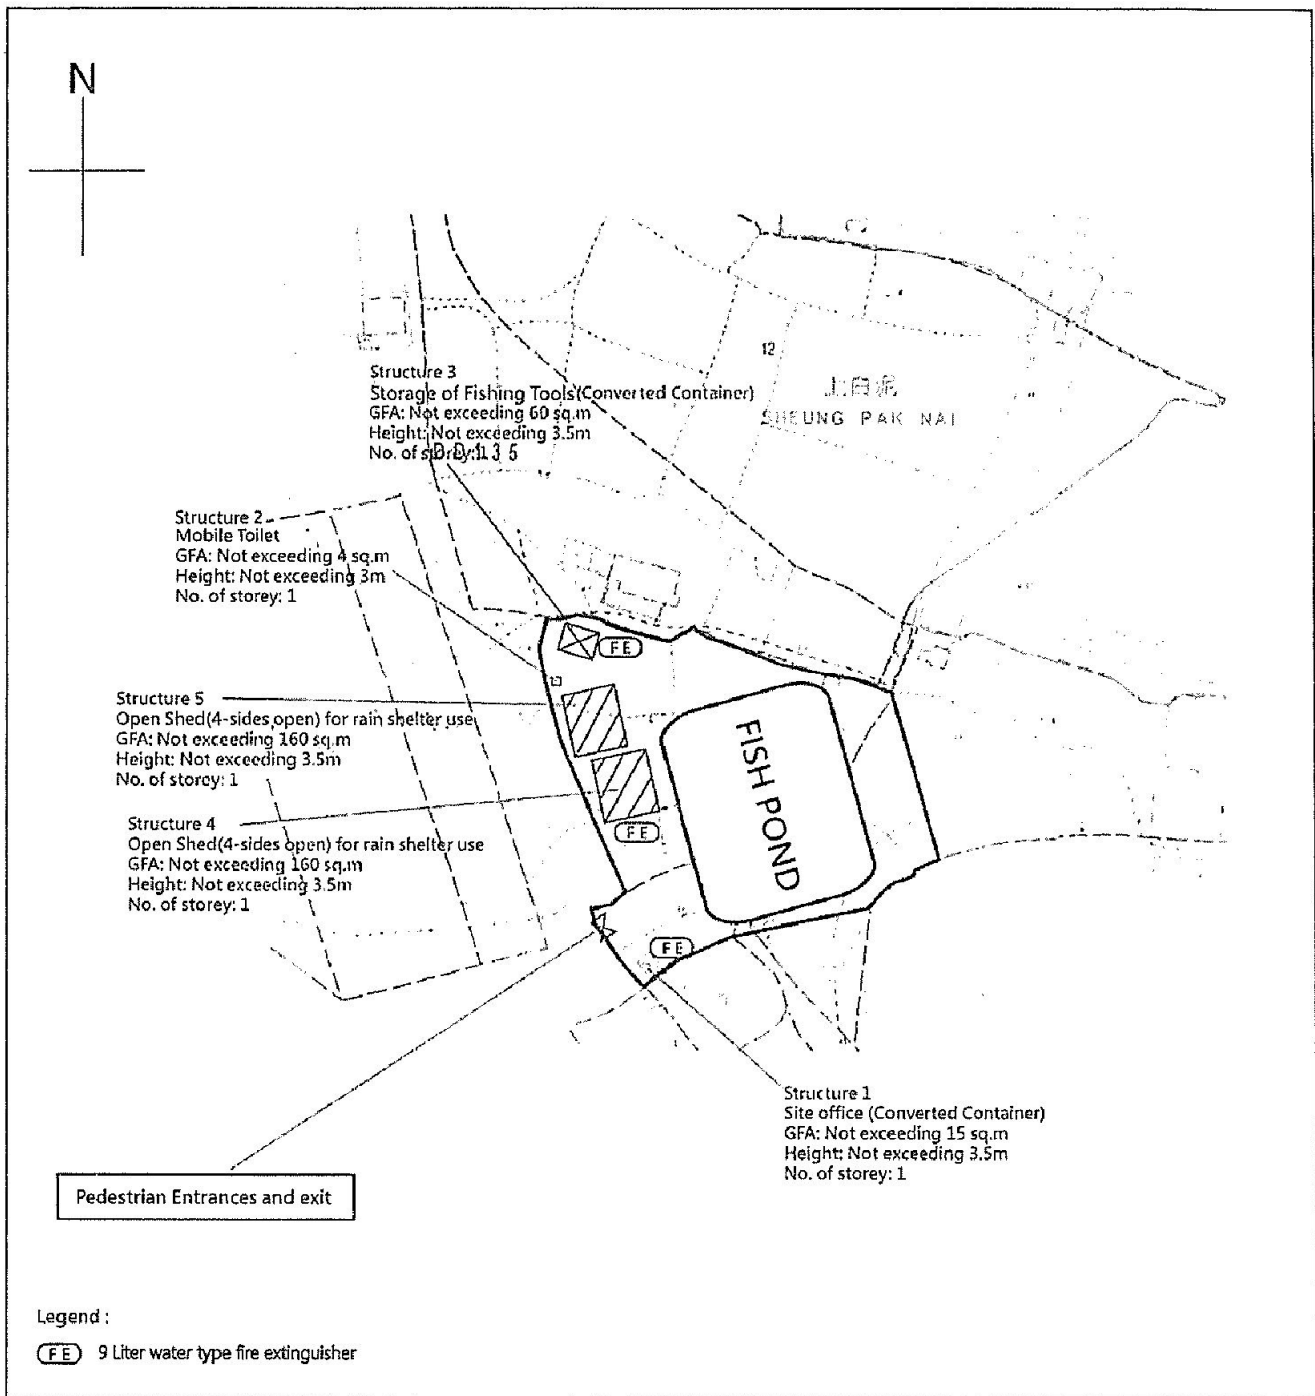 N
12
上白泥
SHEUNG PAK NAI
Structure 3
Storage of Fishing Tools(Converted Container)
GFA: Not exceeding 60 sq.m
Height: Not exceeding 3.5m
No. of storey: 1
DD135
Structure 2
Mobile Toilet
GFA: Not exceeding 4 sq.m
Height: Not exceeding 3m
No. of storey: 1
FE
Structure 5
Open Shed(4-sides open) for rain shelter use
GFA: Not exceeding 160 sq.m
Height: Not exceeding 3.5m
No. of storey: 1
FISH POND
Structure 4
Open Shed(4-sides open) for rain shelter use
GFA: Not exceeding 160 sq.m
Height: Not exceeding 3.5m
No. of storey: 1
FE
FE
Structure 1
Site office (Converted Container)
GFA: Not exceeding 15 sq.m
Height: Not exceeding 3.5m
No. of storey: 1
Pedestrian Entrances and exit
Legend :
FE 9 Liter water type fire extinguisher